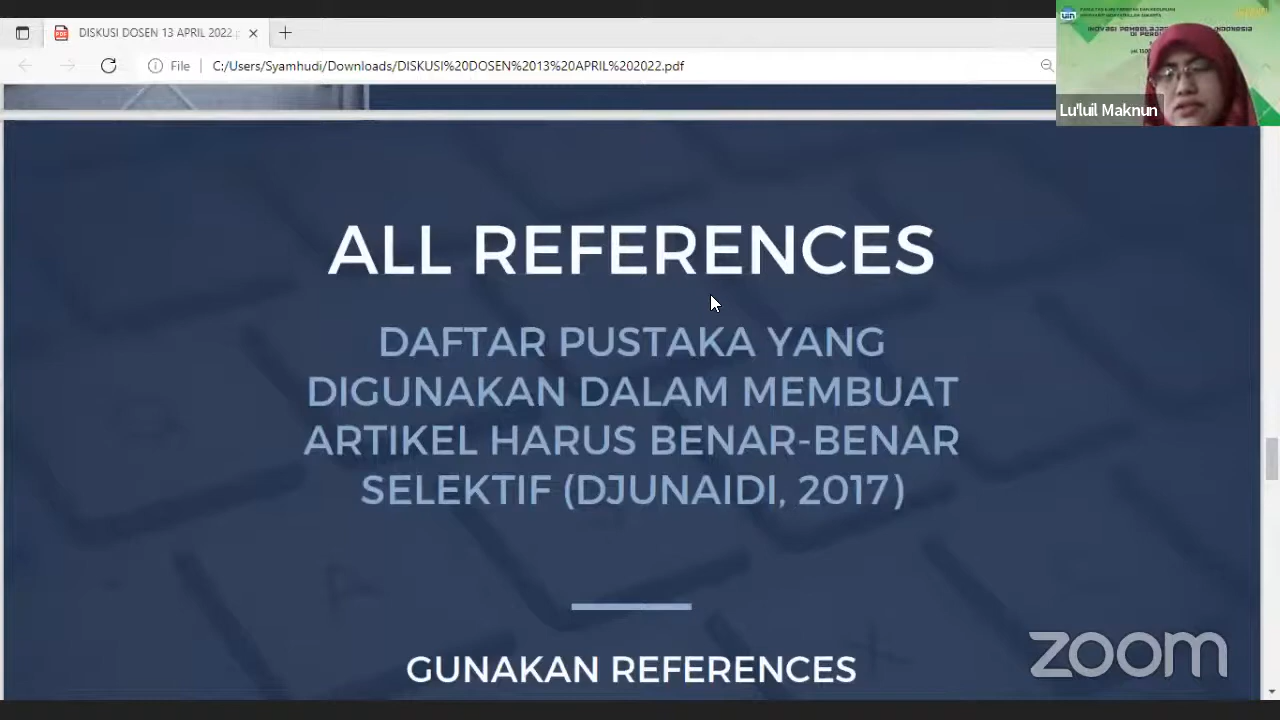 DISKUSI DOSEN 13 APRIL 2022
File
C:/Users/Syamhudi/Downloads/DISKUSI%20DOSEN%2013%20APRIL%202022.pdf
Lu'luil Maknun
ALL REFERENCES
DAFTAR PUSTAKA YANG
DIGUNAKAN DALAM MEMBUAT
ARTIKEL HARUS BENAR-BENAR
SELEKTIF (DJUNAIDI, 2017)
GUNAKAN REFERENCES
zoom